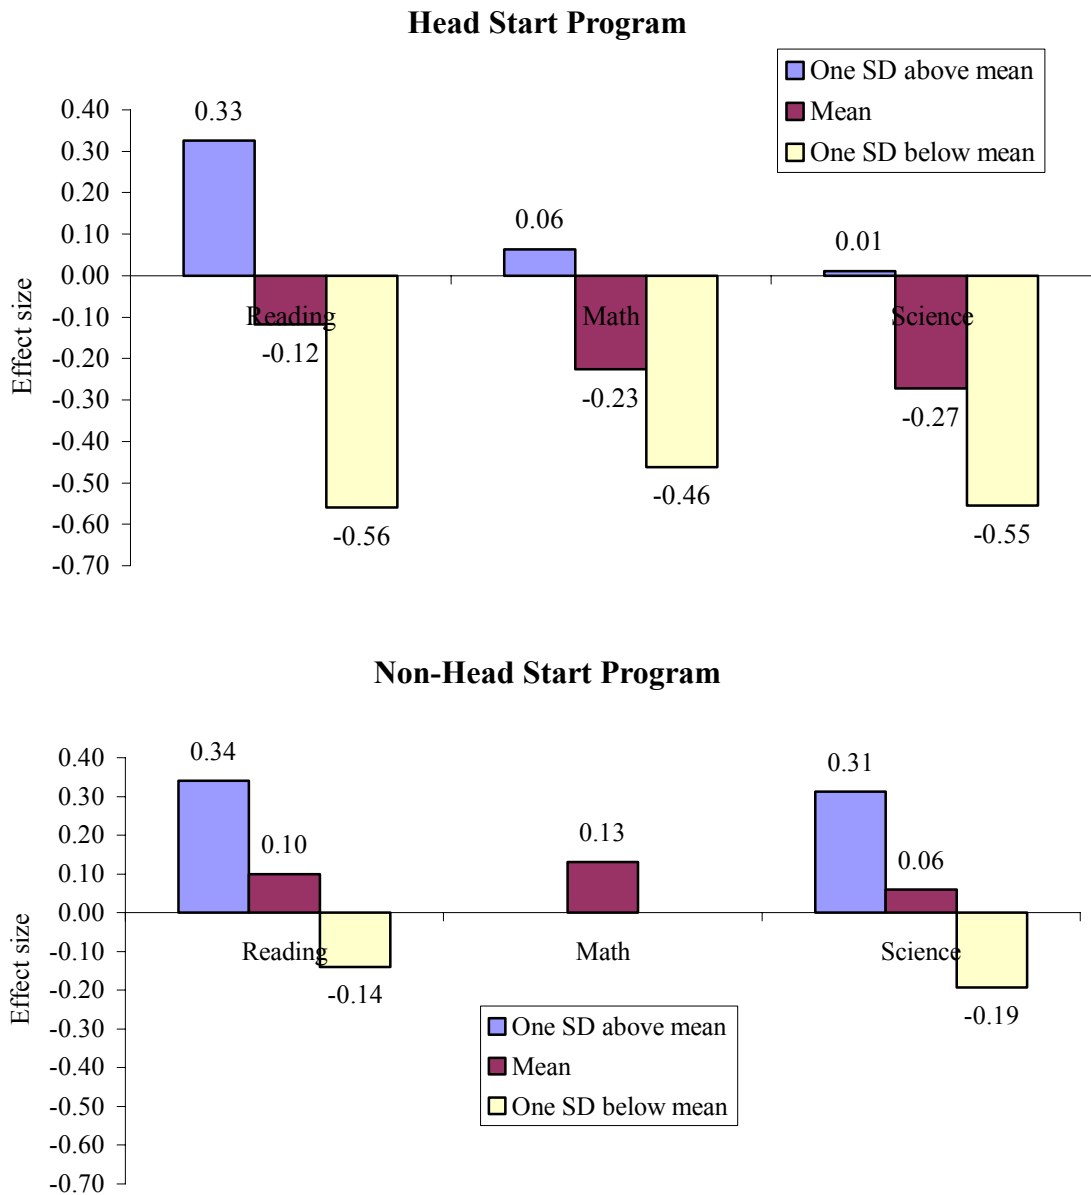 Head Start Program
One SD above mean
Mean
One SD below mean
0.40
0.30
0.20
0.10
0.00
-0.10
-0.20
-0.30
-0.40
-0.50
-0.60
-0.70
Effect size
0.33
-0.12
-0.56
Reading
0.06
-0.23
-0.46
Math
0.01
-0.27
-0.55
Science
Non-Head Start Program
0.40
0.30
0.20
0.10
0.00
-0.10
-0.20
-0.30
-0.40
-0.50
-0.60
-0.70
Effect size
0.34
0.10
-0.14
Reading
0.13
Math
0.31
0.06
-0.19
Science
One SD above mean
Mean
One SD below mean